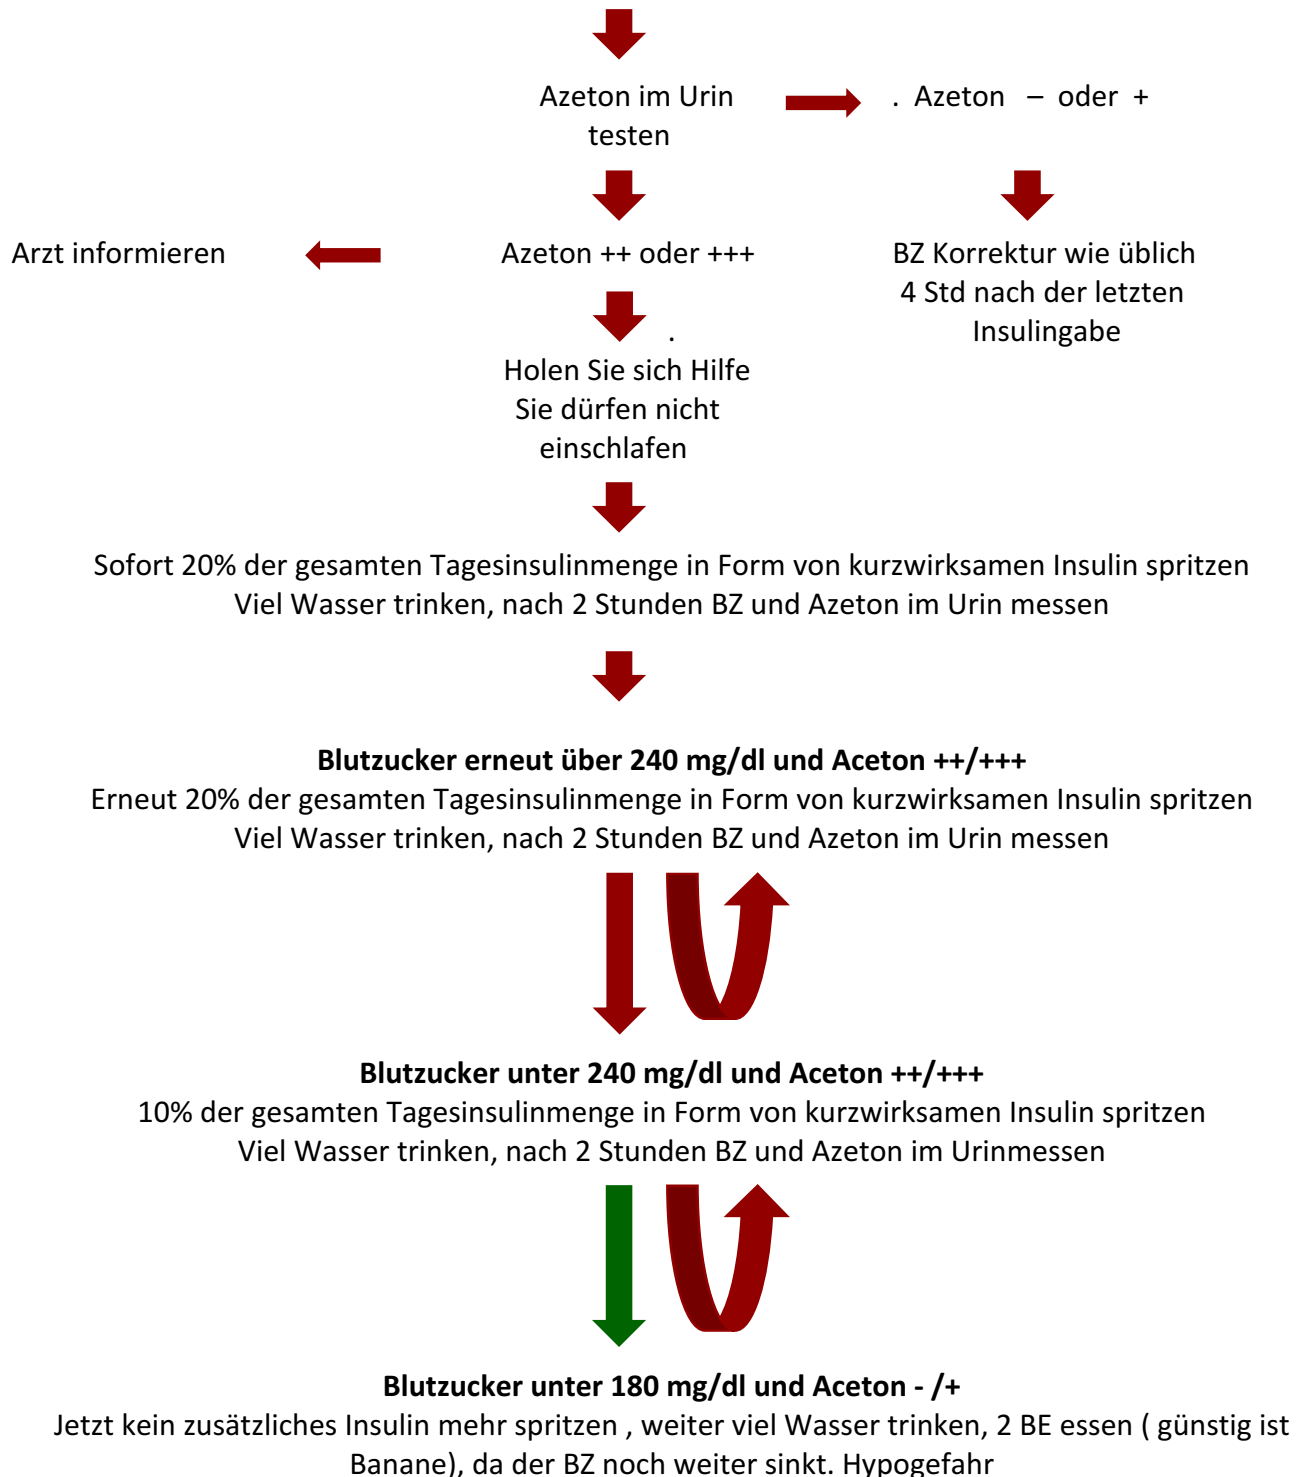 Azeton im Urin
testen
. Azeton – oder +
Arzt informieren
Azeton ++ oder +++
BZ Korrektur wie üblich
4 Std nach der letzten
Insulingabe
.
Holen Sie sich Hilfe
Sie dürfen nicht
einschlafen
Sofort 20% der gesamten Tagesinsulinmenge in Form von kurzwirksamen Insulin spritzen
Viel Wasser trinken, nach 2 Stunden BZ und Azeton im Urin messen
Blutzucker erneut über 240 mg/dl und Aceton ++/+++
Erneut 20% der gesamten Tagesinsulinmenge in Form von kurzwirksamen Insulin spritzen
Viel Wasser trinken, nach 2 Stunden BZ und Azeton im Urin messen
Blutzucker unter 240 mg/dl und Aceton ++/+++
10% der gesamten Tagesinsulinmenge in Form von kurzwirksamen Insulin spritzen
Viel Wasser trinken, nach 2 Stunden BZ und Azeton im Urinmessen
Blutzucker unter 180 mg/dl und Aceton - /+
Jetzt kein zusätzliches Insulin mehr spritzen , weiter viel Wasser trinken, 2 BE essen ( günstig ist
Banane), da der BZ noch weiter sinkt. Hypogefahr